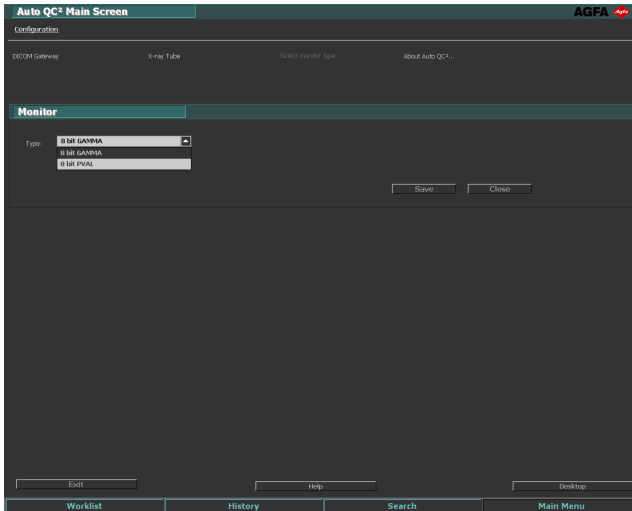 Auto QC² Main Screen
AGFA
Agfa
Configuration
DICOM Gateway X-ray Tube Select monitor type About Auto QC²...
Monitor
Type: 8 bit GAMMA
8 bit GAMMA
8 bit PVAL
Save Close
Exit Help Desktop
Worklist History Search Main Menu